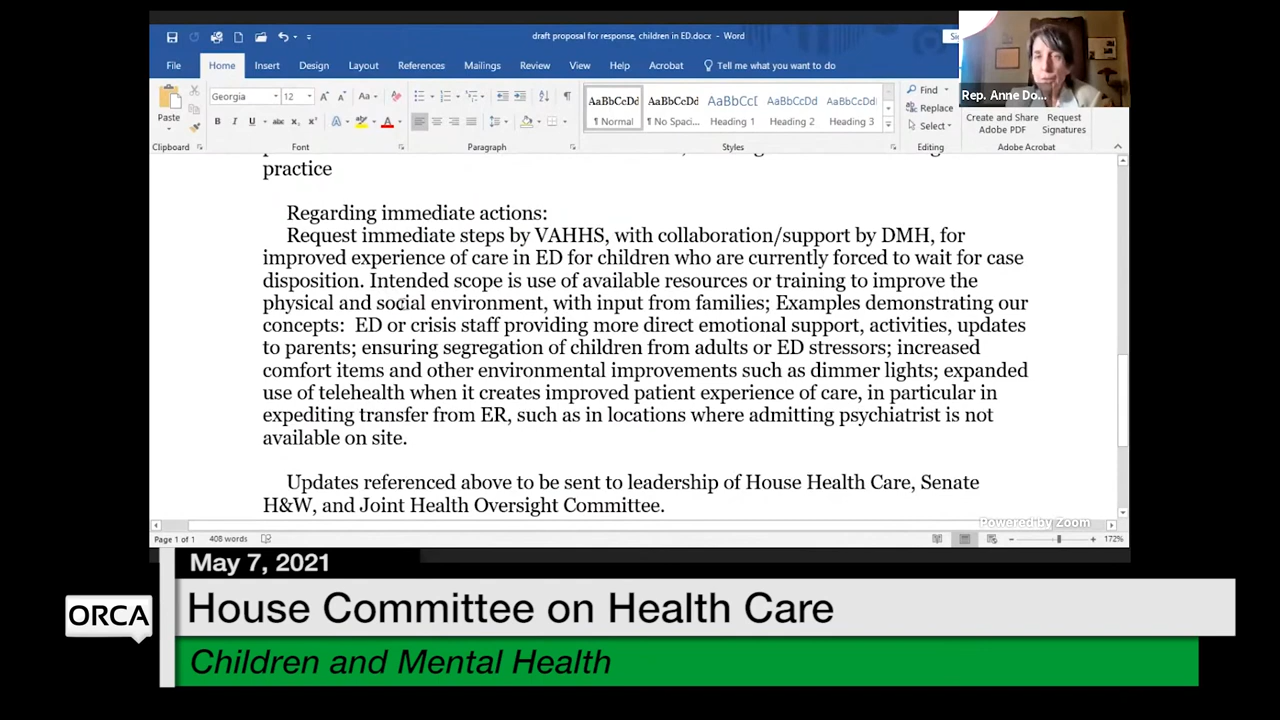 draft proposal for response, children in ED.docx - Word
File Home Insert Design Layout References Mailings Review View Help Acrobat Tell me what you want to do
Georgia 12
Paste
AaBbCcDd AaBbCcDd AaBbC AaBbCcD AaBbCcD
¶ Normal ¶ No Spaci... Heading 1 Heading 2 Heading 3
Find
Replace
Select
Create and Share Adobe PDF
Request Signatures
Clipboard Font Paragraph Styles Editing Adobe Acrobat
Rep. Anne Do...
practice
Regarding immediate actions:
Request immediate steps by VAHHS, with collaboration/support by DMH, for
improved experience of care in ED for children who are currently forced to wait for case
disposition. Intended scope is use of available resources or training to improve the
physical and social environment, with input from families; Examples demonstrating our
concepts: ED or crisis staff providing more direct emotional support, activities, updates
to parents; ensuring segregation of children from adults or ED stressors; increased
comfort items and other environmental improvements such as dimmer lights; expanded
use of telehealth when it creates improved patient experience of care, in particular in
expediting transfer from ER, such as in locations where admitting psychiatrist is not
available on site.
Updates referenced above to be sent to leadership of House Health Care, Senate
H&W, and Joint Health Oversight Committee.
Powered by Zoom
Page 1 of 1 408 words 172%
May 7, 2021
ORCA
House Committee on Health Care
Children and Mental Health